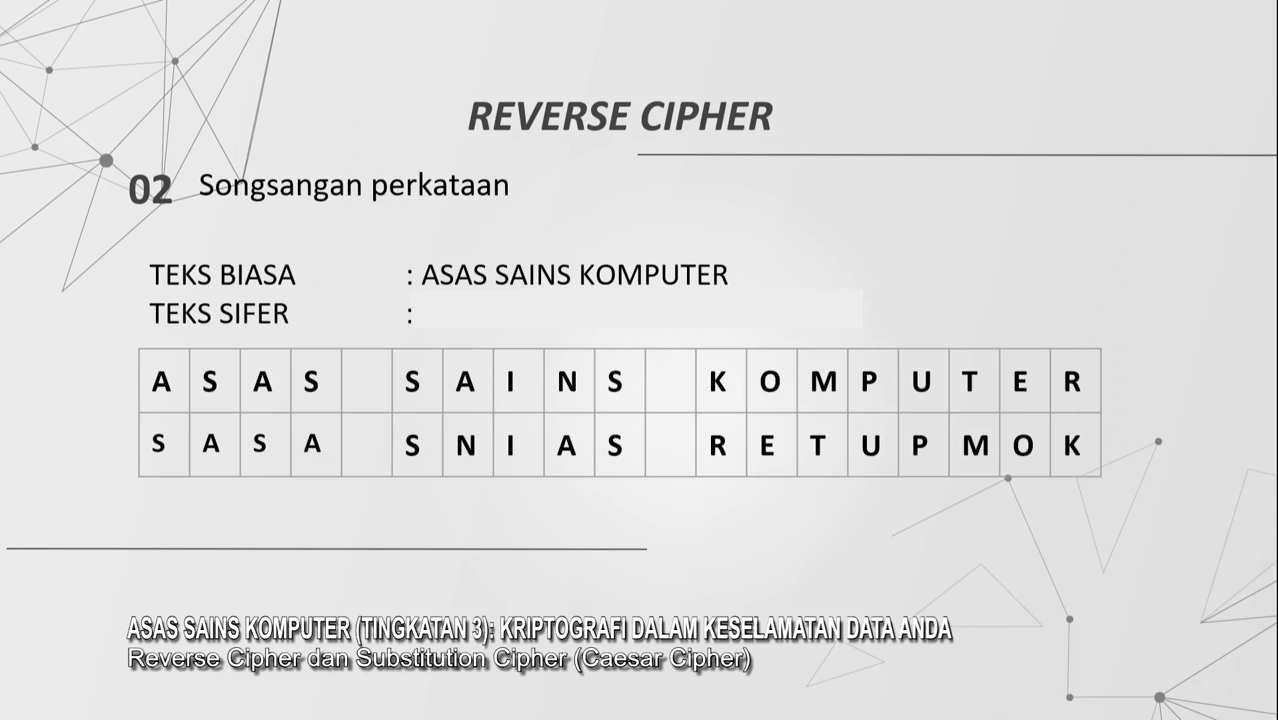 REVERSE CIPHER
02 Songsangan perkataan
TEKS BIASA : ASAS SAINS KOMPUTER
TEKS SIFER :
A S A S S A I N S K O M P U T E R
S A S A S N I A S R E T U P M O K
ASAS SAINS KOMPUTER (TINGKATAN 3): KRIPTOGRAFI DALAM KESELAMATAN DATA ANDA
Reverse Cipher dan Substitution Cipher (Caesar Cipher)